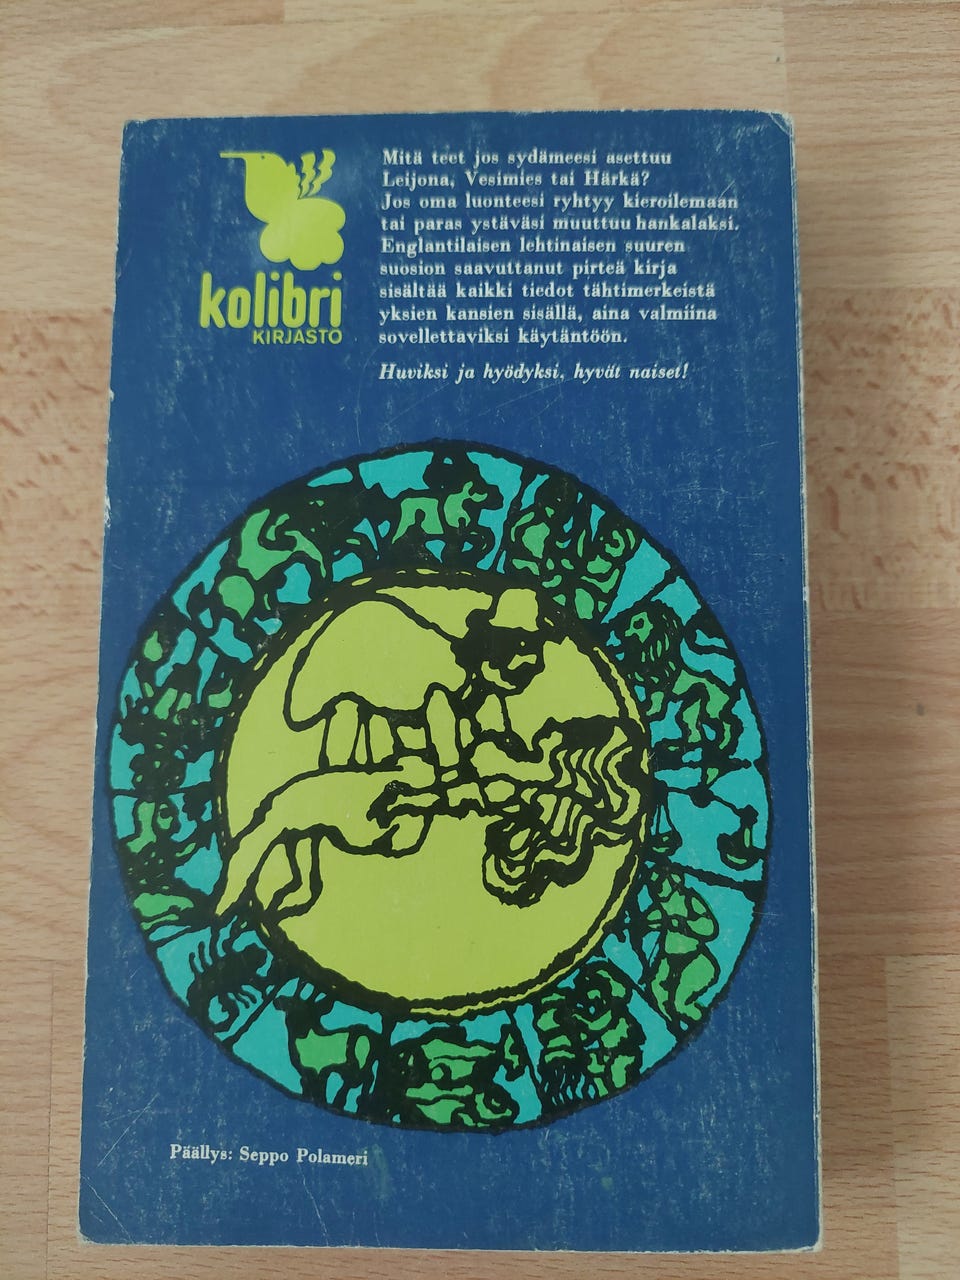 kolibri
KIRJASTO
Mitä teet jos sydämeesi asettuu
Leijona, Vesimies tai Härkä?
Jos oma luonteesi ryhtyy kieroilemaan
tai paras ystäväsi muuttuu hankalaksi.
Englantilaisen lehtinaisen suuren
suosion saavuttanut pirteä kirja
sisältää kaikki tiedot tähtimerkeistä
yksien kansien sisällä, aina valmiina
sovellettaviksi käytäntöön.
Huviksi ja hyödyksi, hyvät naiset!
Päällys: Seppo Polameri